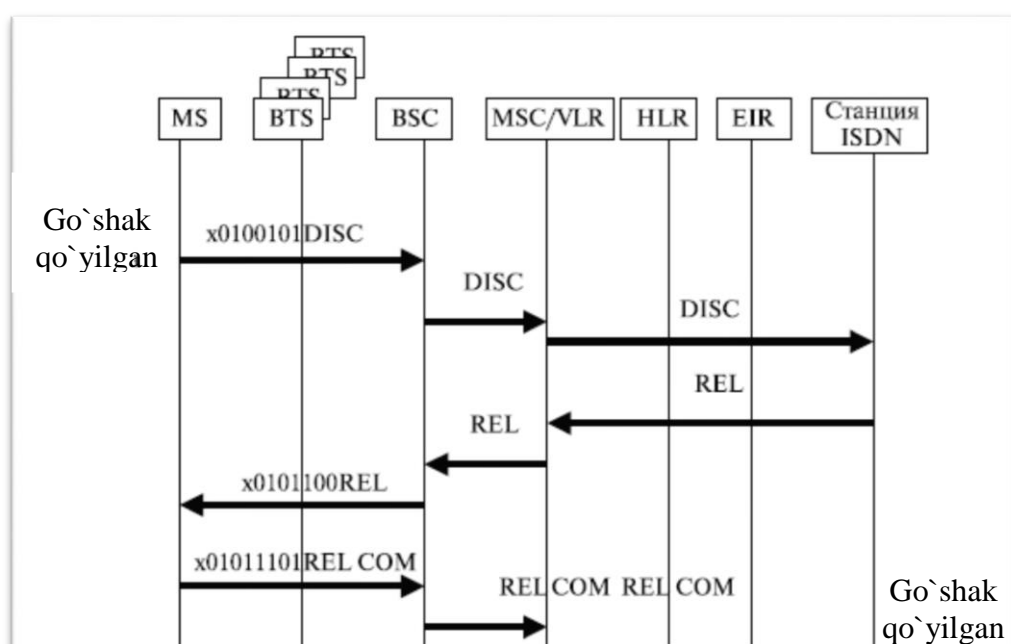 BTS
BTS
BTS
MS
BTS
BSC
MSC/VLR
HLR
EIR
Станция
ISDN
Go`shak
qo`yilgan
x0100101DISC
DISC
DISC
REL
REL
x0101100REL
x01011101REL COM
REL COM REL COM
Go`shak
qo`yilgan